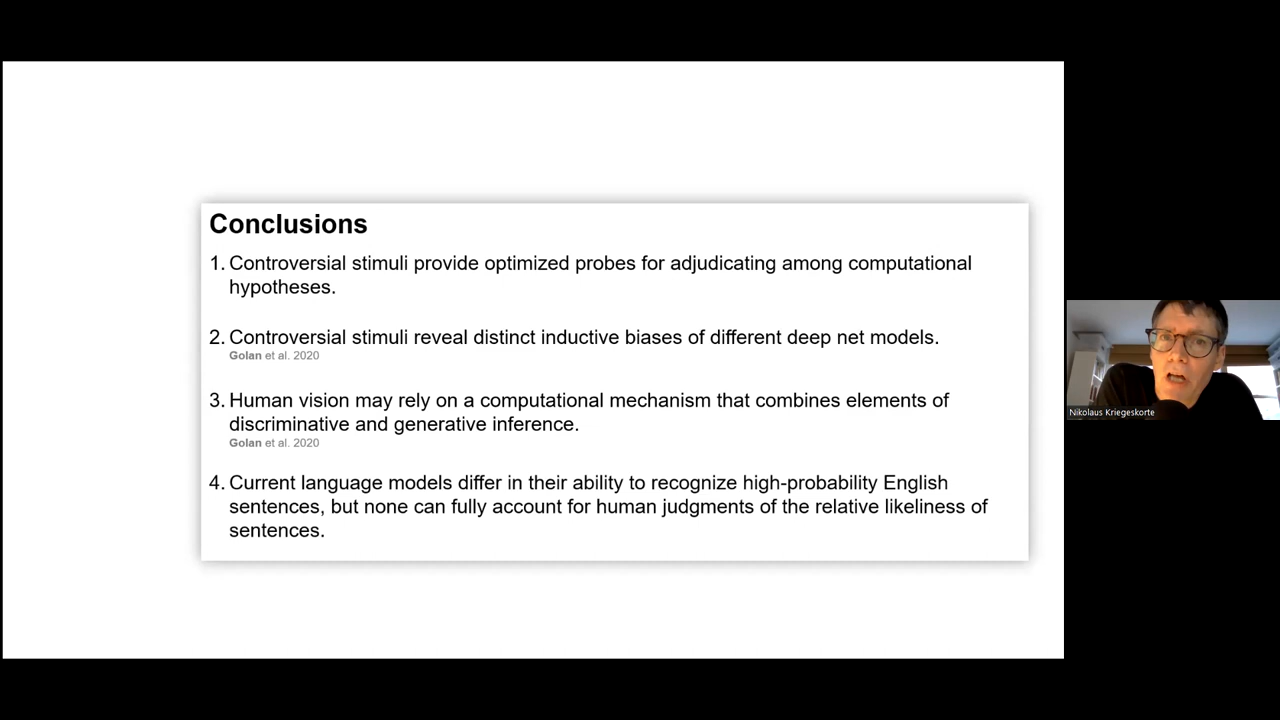 Conclusions
1. Controversial stimuli provide optimized probes for adjudicating among computational
hypotheses.
2. Controversial stimuli reveal distinct inductive biases of different deep net models.
Golan et al. 2020
3. Human vision may rely on a computational mechanism that combines elements of
discriminative and generative inference.
Golan et al. 2020
4. Current language models differ in their ability to recognize high-probability English
sentences, but none can fully account for human judgments of the relative likeliness of
sentences.
Nikolaus Kriegeskorte